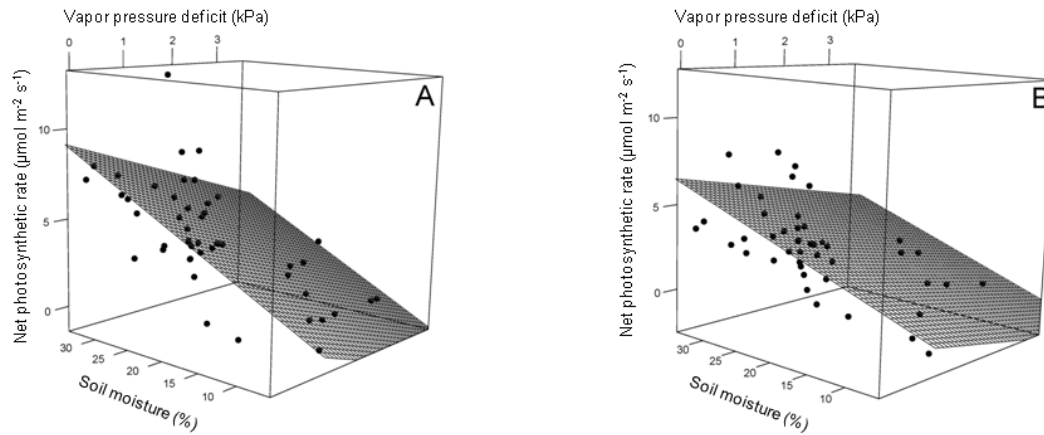 Vapor pressure deficit (kPa)
0 1 2 3
A
Net photosynthetic rate (µmol m-2 s-1)
10
5
0
30 25 20 15 10
Soil moisture (%)
Vapor pressure deficit (kPa)
0 1 2 3
B
Net photosynthetic rate (µmol m-2 s-1)
10
5
0
30 25 20 15 10
Soil moisture (%)